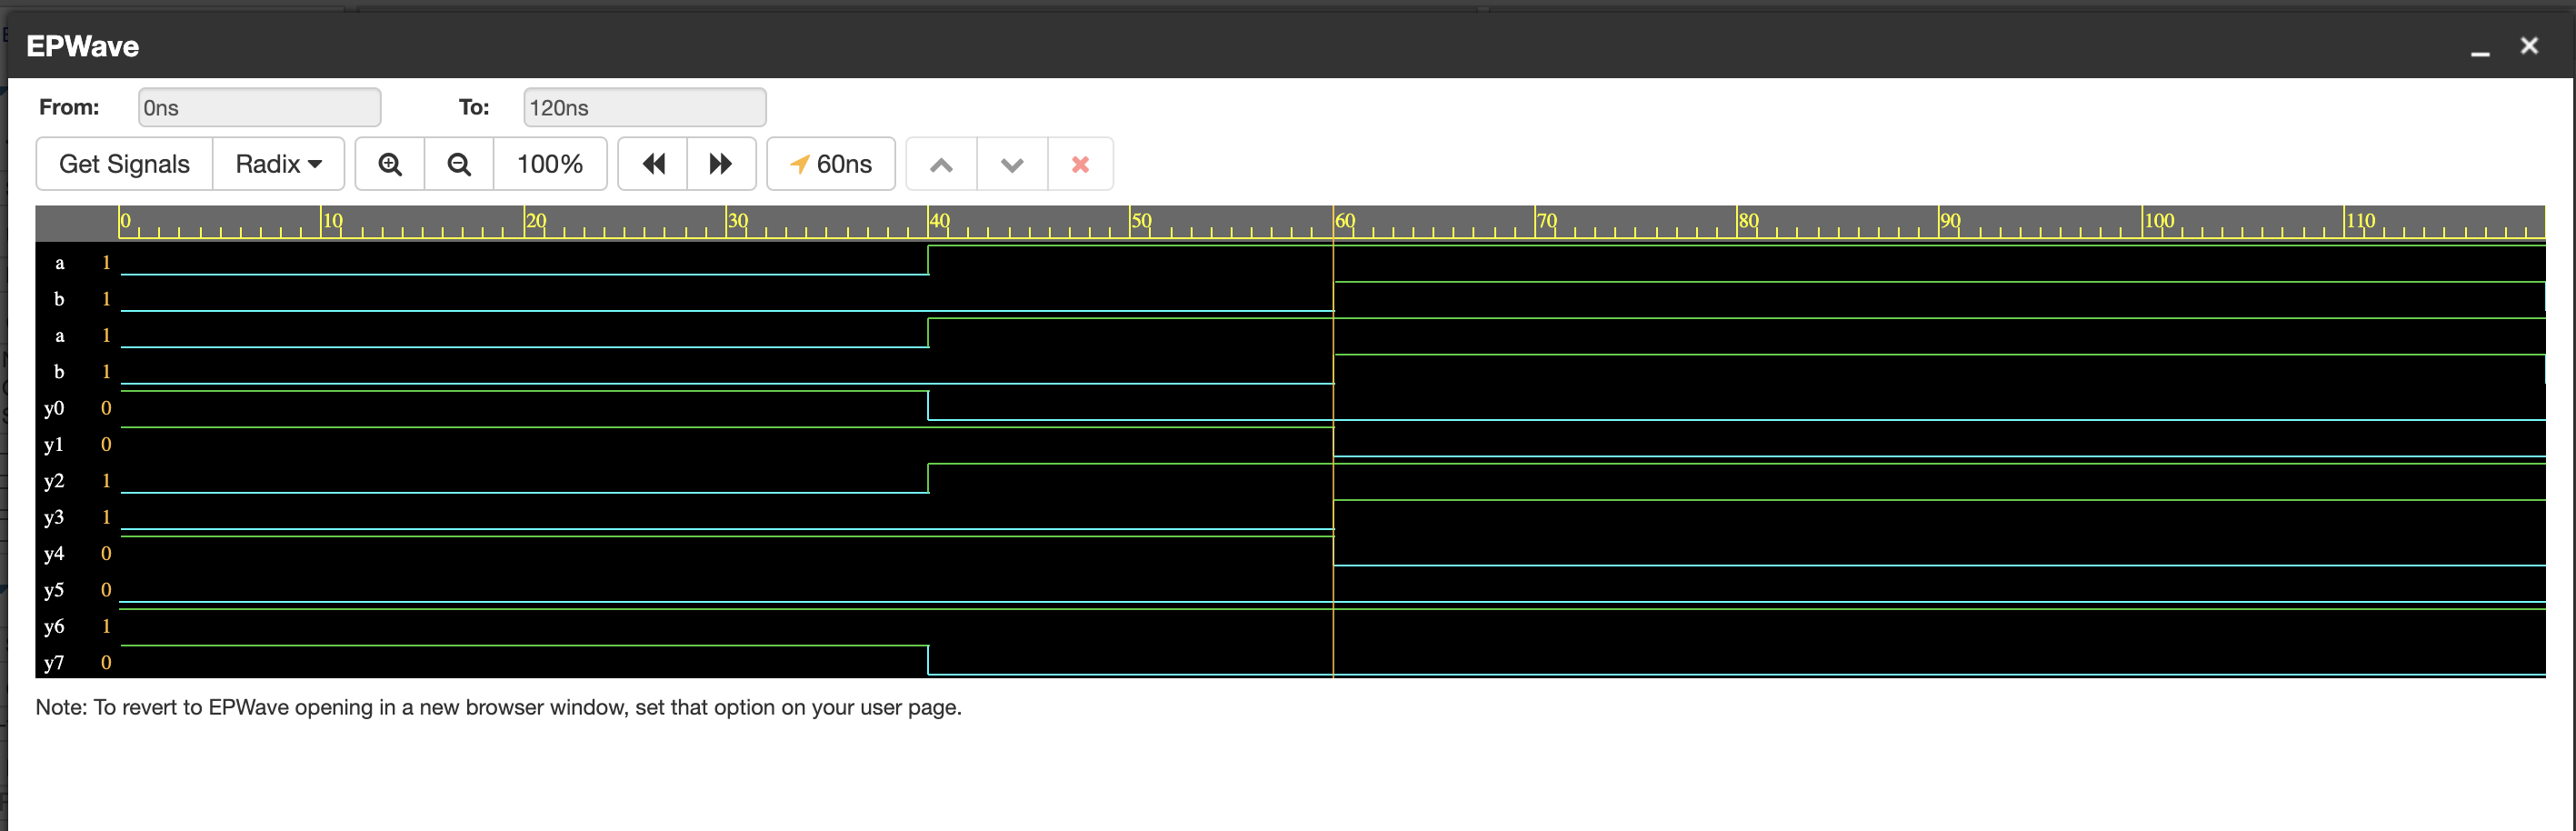 EPWave
From: 0ns To: 120ns
Get Signals Radix 100% 60ns
0 10 20 30 40 50 60 70 80 90 100 110
a 1
b 1
a 1
b 1
y0 0
y1 0
y2 1
y3 1
y4 0
y5 0
y6 1
y7 0
Note: To revert to EPWave opening in a new browser window, set that option on your user page.